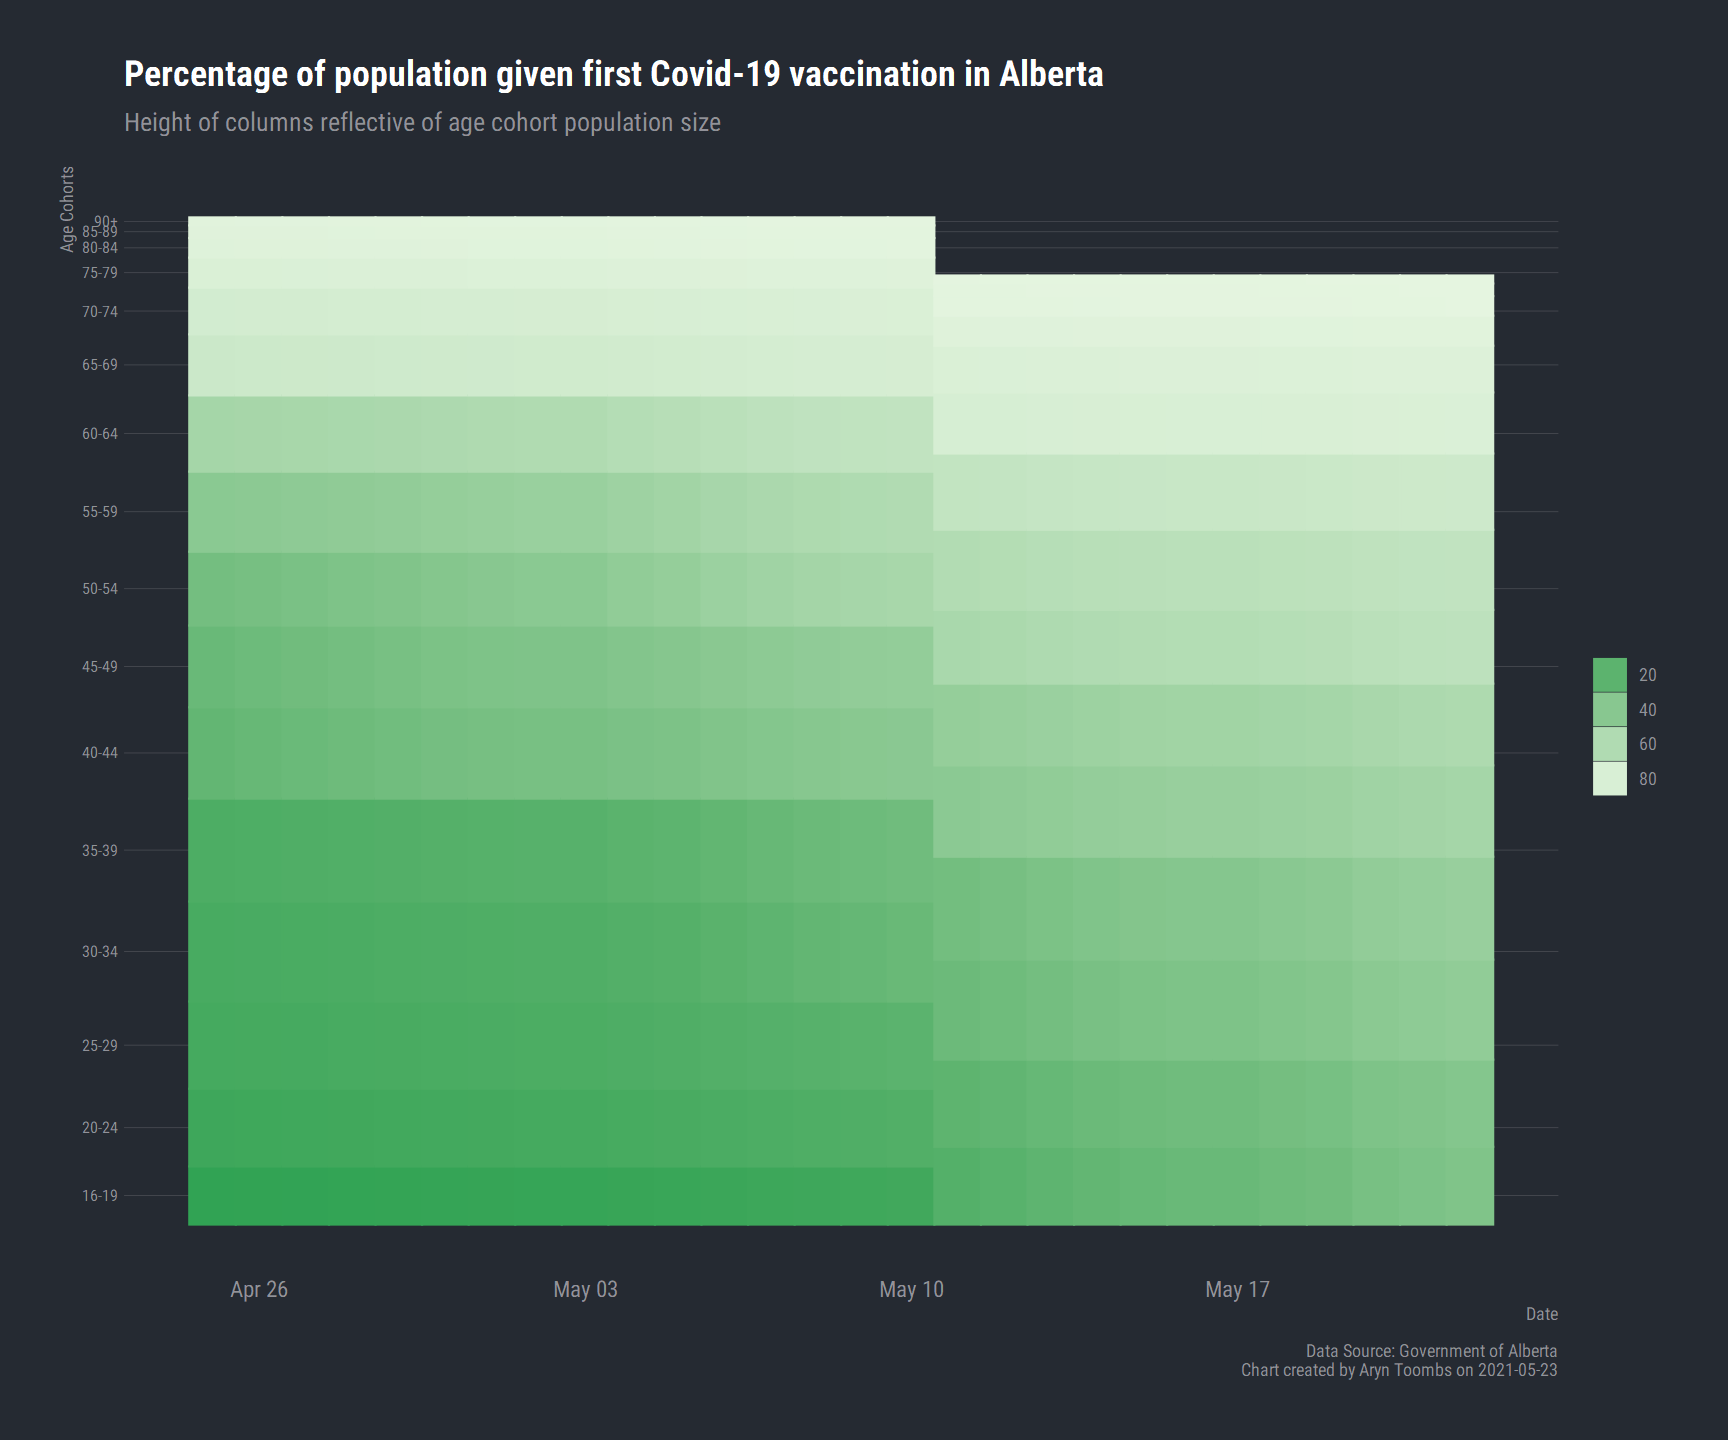 Percentage of population given first Covid-19 vaccination in Alberta
Height of columns reflective of age cohort population size
Age Cohorts
90+
85-89
80-84
75-79
70-74
65-69
60-64
55-59
50-54
45-49
40-44
35-39
30-34
25-29
20-24
16-19
20
40
60
80
Apr 26
May 03
May 10
May 17
Date
Data Source: Government of Alberta
Chart created by Aryn Toombs on 2021-05-23